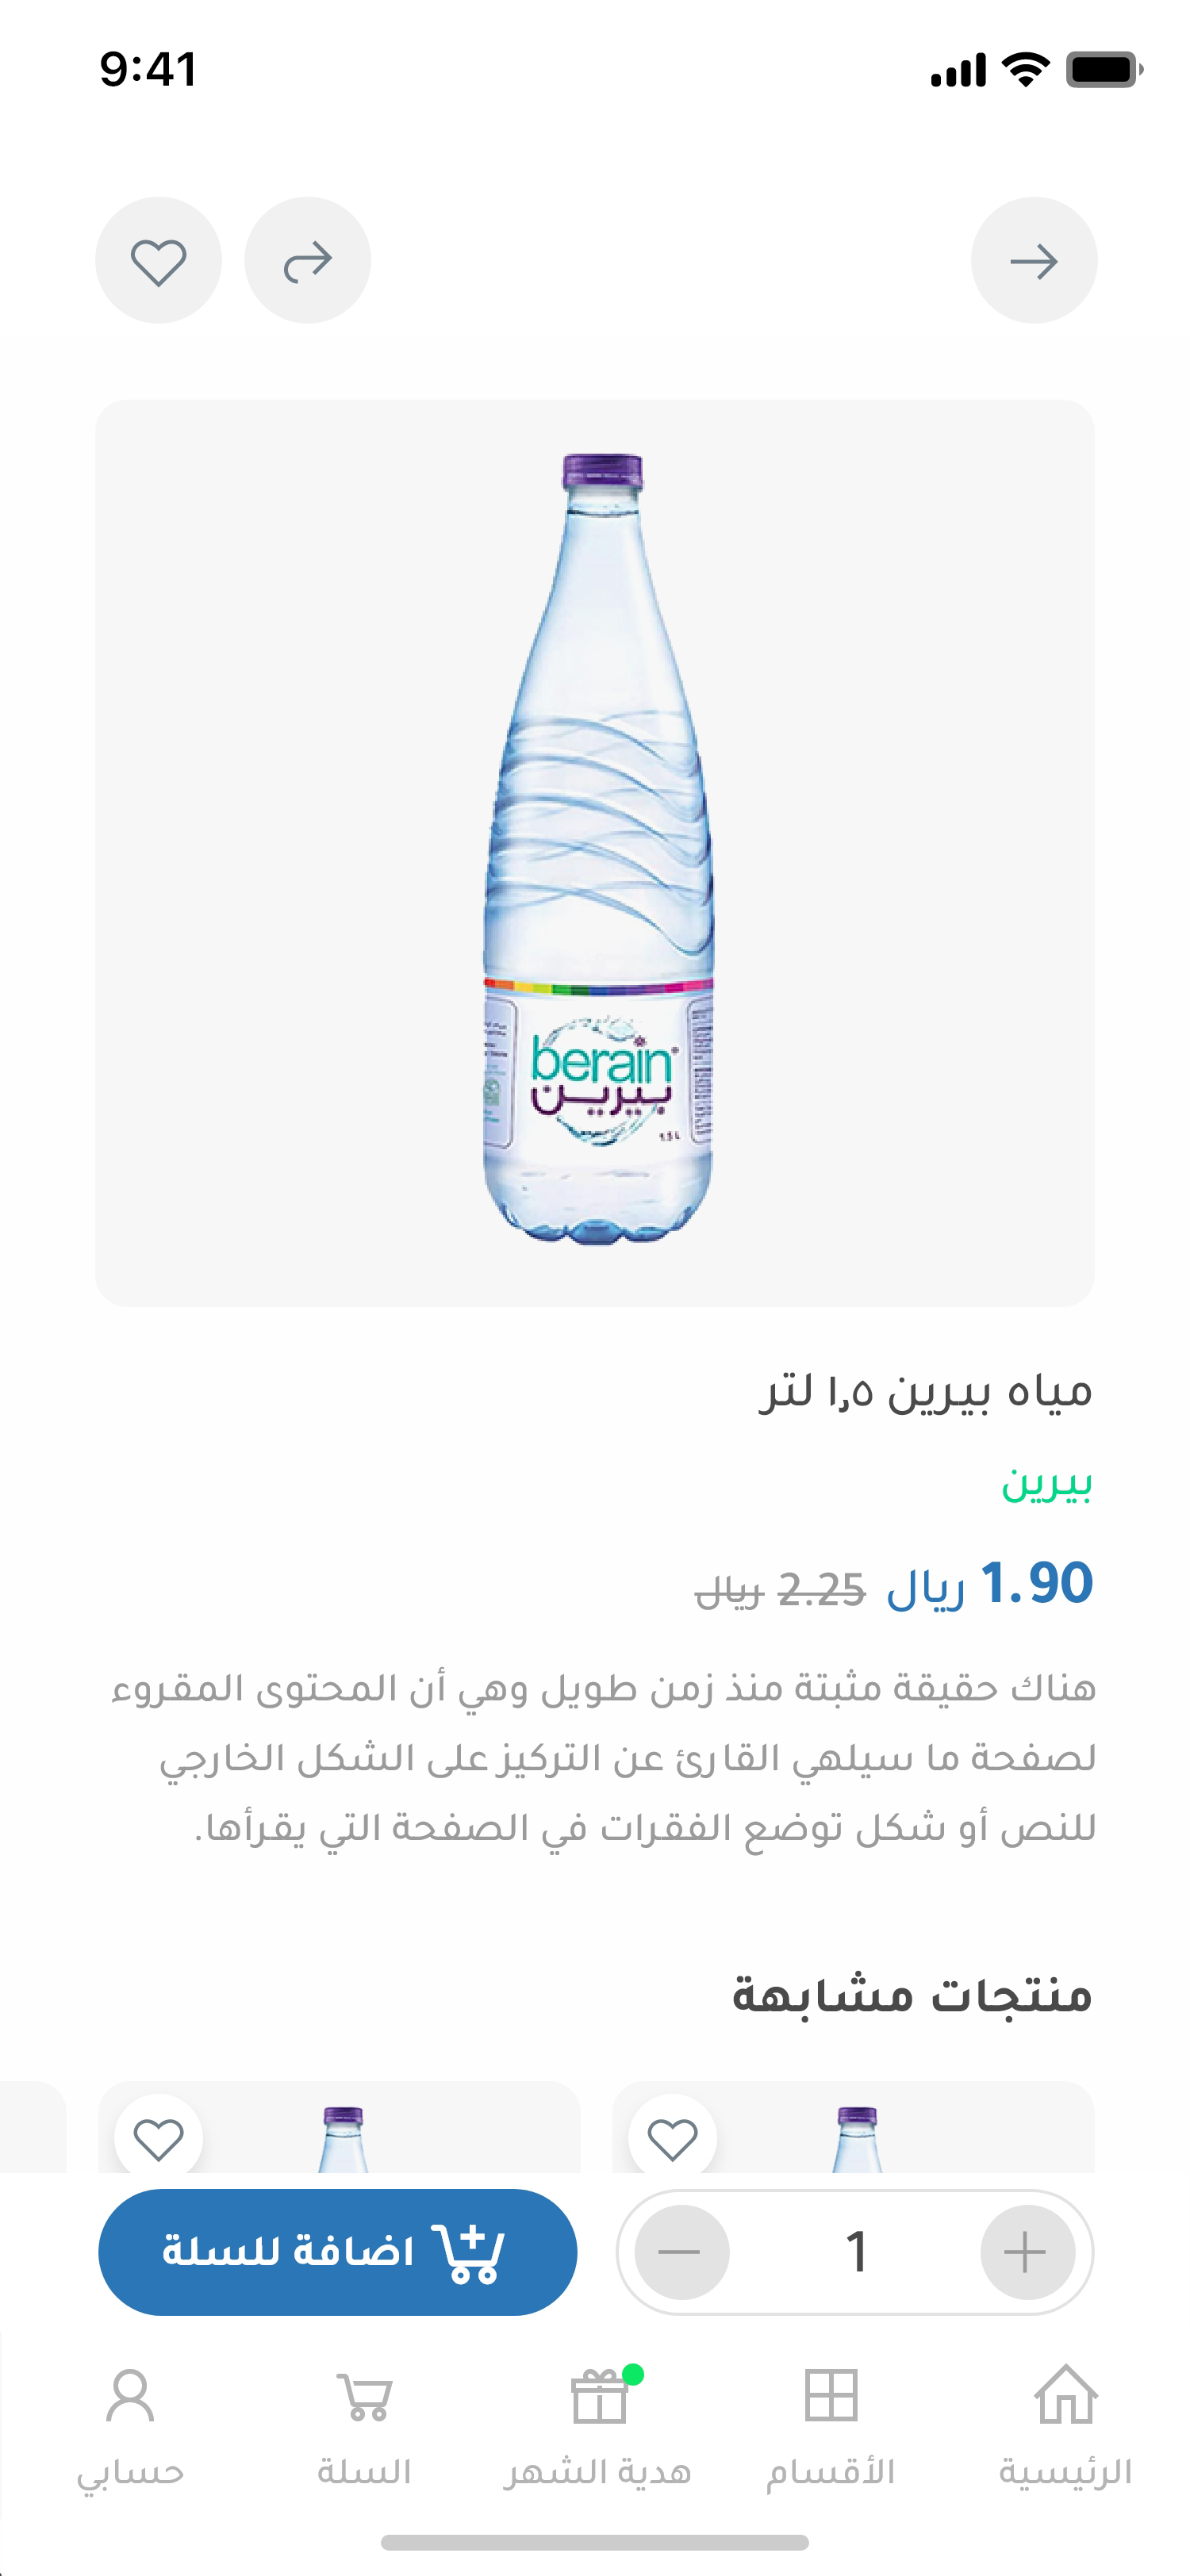 9:41
berain
بيرين
1.5 L
مياه بيرين ١٫٥ لتر
بيرين
1.90 ريال 2.25 ريال
هناك حقيقة مثبتة منذ زمن طويل وهي أن المحتوى المقروء
لصفحة ما سيلهي القارئ عن التركيز على الشكل الخارجي
للنص أو شكل توضع الفقرات في الصفحة التي يقرأها.
منتجات مشابهة
1
اضافة للسلة
الرئيسية
الأقسام
هدية الشهر
السلة
حسابي